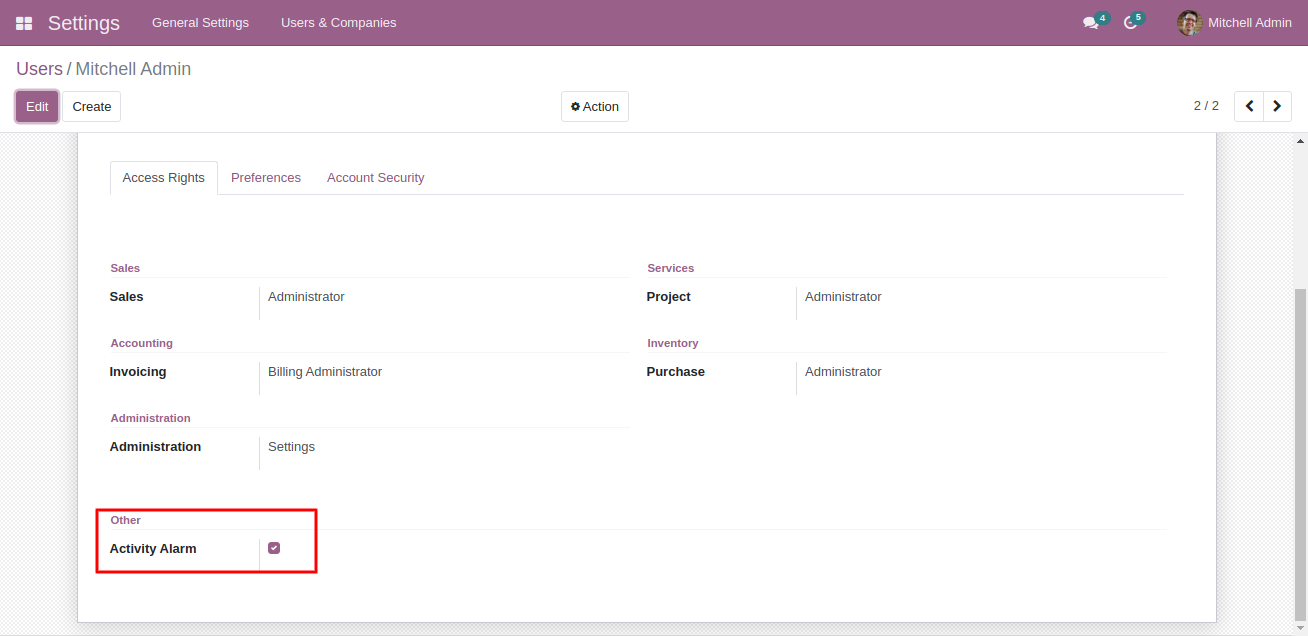 Settings General Settings Users & Companies 4 5 Mitchell Admin
Users / Mitchell Admin
Edit Create Action 2 / 2
Access Rights Preferences Account Security
Sales Services
Sales Administrator Project Administrator
Accounting Inventory
Invoicing Billing Administrator Purchase Administrator
Administration
Administration Settings
Other
Activity Alarm